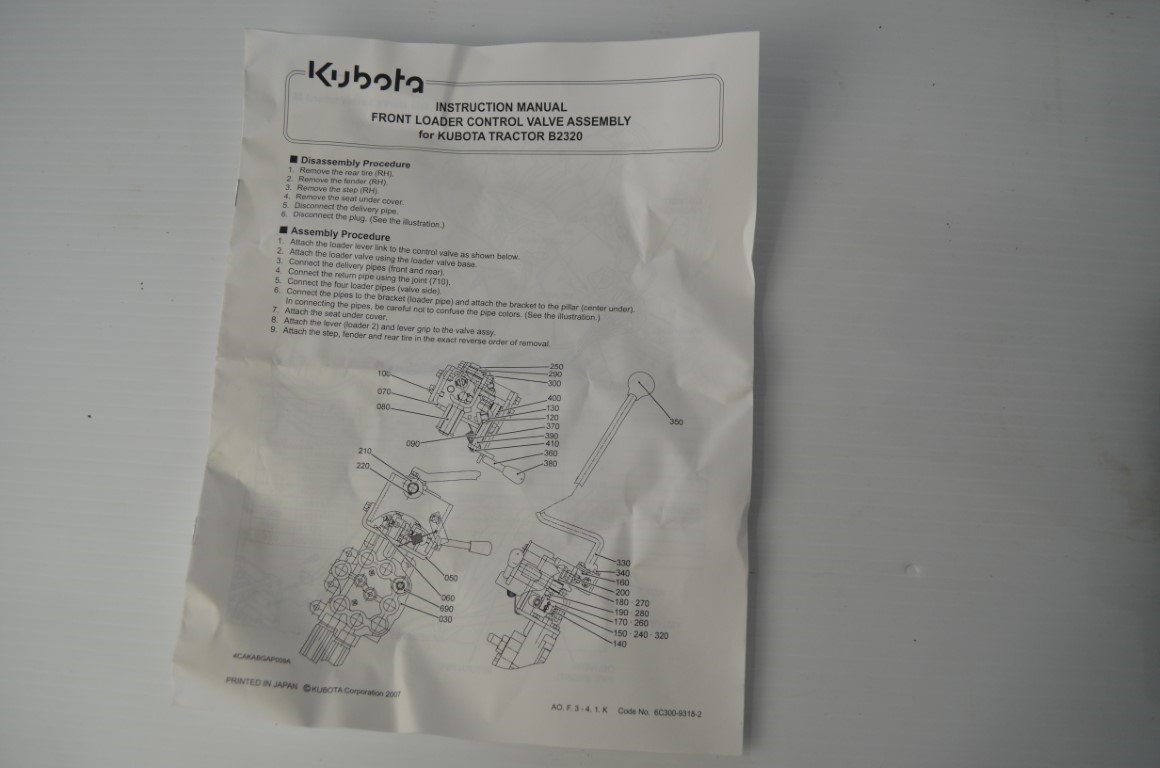 Kubota
INSTRUCTION MANUAL
FRONT LOADER CONTROL VALVE ASSEMBLY
for KUBOTA TRACTOR B2320
■ Disassembly Procedure
1. Remove the rear tire (RH).
2. Remove the fender (RH).
3. Remove the step (RH).
4. Remove the seat under cover.
5. Disconnect the delivery pipe.
6. Disconnect the plug. (See the illustration.)
■ Assembly Procedure
1. Attach the loader lever link to the control valve as shown below.
2. Attach the loader valve using the loader valve base.
3. Connect the delivery pipes (front and rear).
4. Connect the return pipe using the joint (710).
5. Connect the four loader pipes (valve side).
6. Connect the pipes to the bracket (loader pipe) and attach the bracket to the pillar (center under).
In connecting the pipes, be careful not to confuse the pipe colors. (See the illustration.)
7. Attach the seat under cover.
8. Attach the lever (loader 2) and lever grip to the valve assy.
9. Attach the step, fender and rear tire in the exact reverse order of removal.
100
070
080
090
250
290
300
400
130
120
370
390
410
360
380
350
210
220
050
060
690
030
330
340
160
200
180 · 270
190 · 280
170 · 260
150 · 240 · 320
140
4CAKABGAP009A
PRINTED IN JAPAN © KUBOTA Corporation 2007
AO. F. 3 - 4. 1. K Code No. 6C300-9318-2